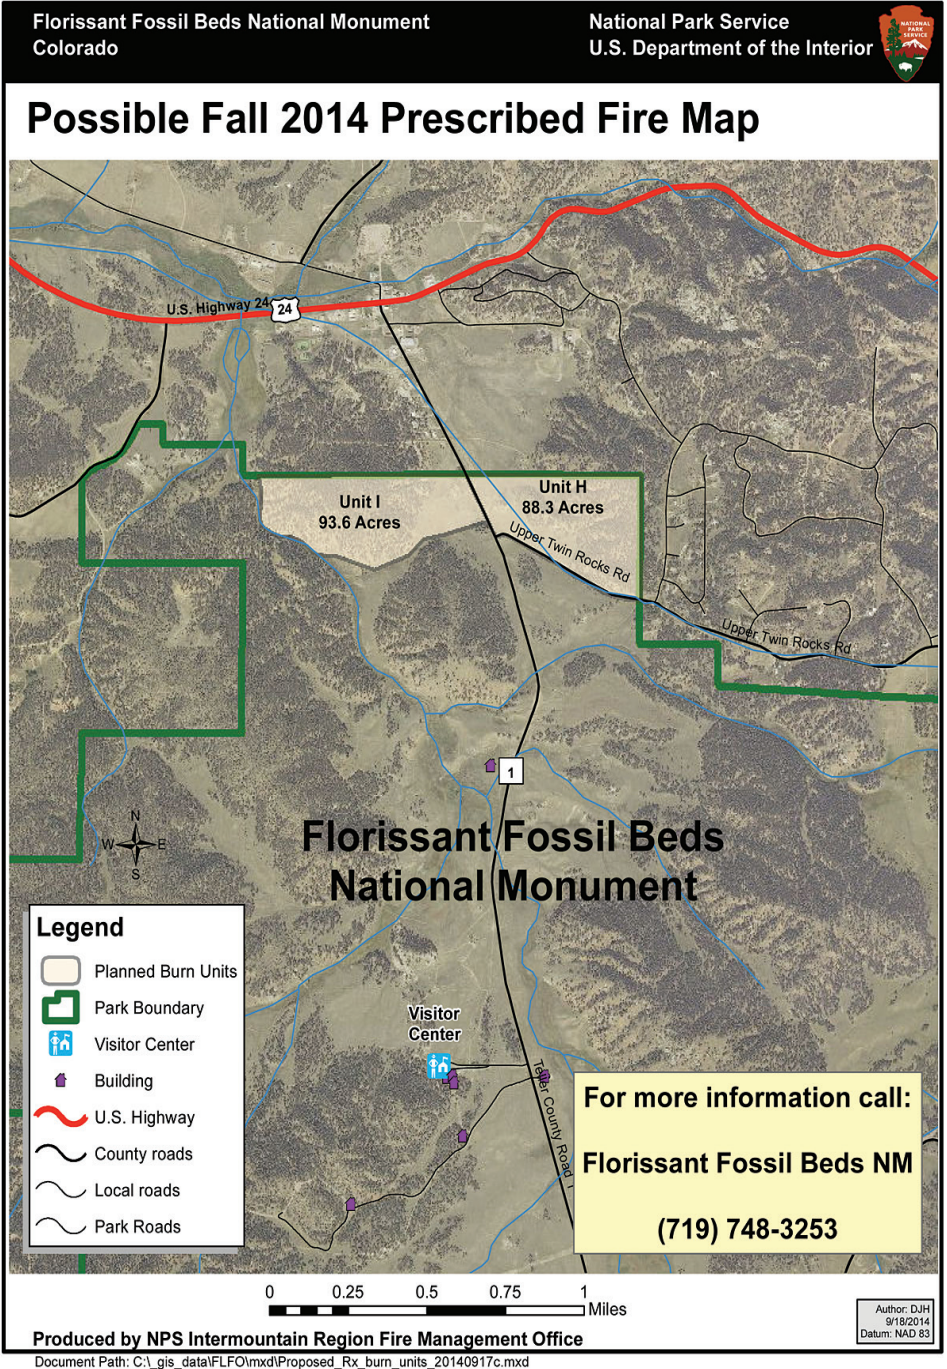 Florissant Fossil Beds National Monument
Colorado
National Park Service
U.S. Department of the Interior
NATIONAL
PARK
SERVICE
Possible Fall 2014 Prescribed Fire Map
U.S. Highway 24
24
Unit I
93.6 Acres
Unit H
88.3 Acres
Upper Twin Rocks Rd
Upper Twin Rocks Rd
1
Florissant Fossil Beds
National Monument
N
W E
S
Legend
Planned Burn Units
Park Boundary
Visitor Center
Building
U.S. Highway
County roads
Local roads
Park Roads
Visitor
Center
Teller County Road 1
For more information call:
Florissant Fossil Beds NM
(719) 748-3253
0 0.25 0.5 0.75 1
Miles
Produced by NPS Intermountain Region Fire Management Office
Author: DJH
9/18/2014
Datum: NAD 83
Document Path: C:\_gis_data\FLFO\mxd\Proposed_Rx_burn_units_20140917c.mxd